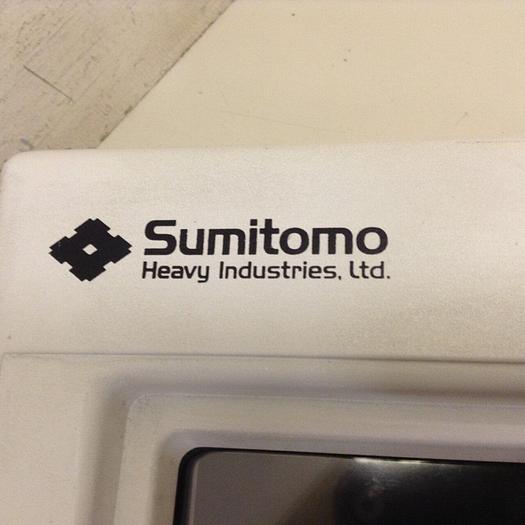 Sumitomo
Heavy Industries, Ltd.